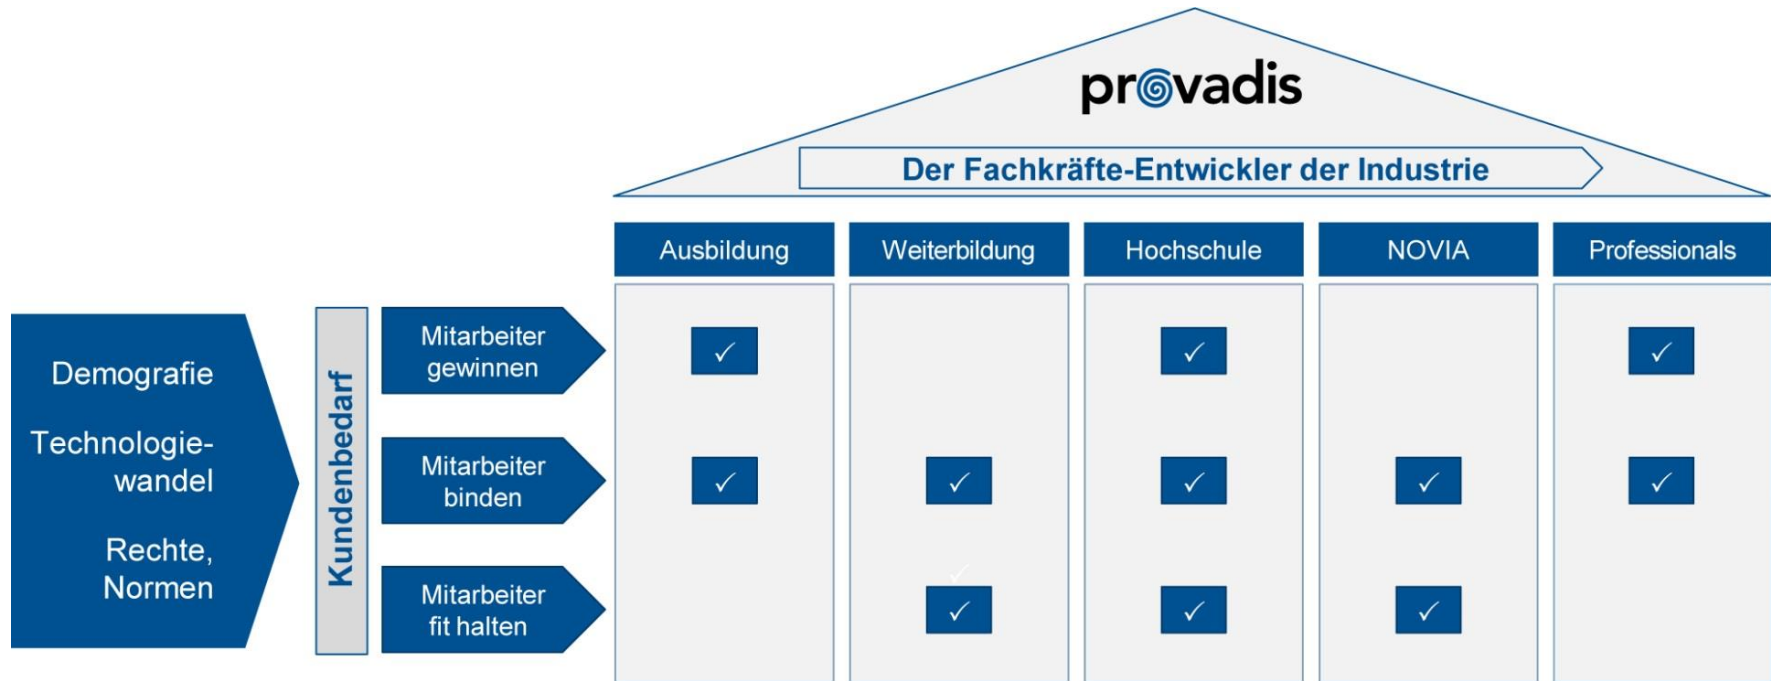 provadis
Der Fachkräfte-Entwickler der Industrie
Ausbildung
Weiterbildung
Hochschule
NOVIA
Professionals
Demografie
Technologie-
wandel
Rechte,
Normen
Kundenbedarf
Mitarbeiter
gewinnen
✓ ✓ ✓
Mitarbeiter
binden
✓ ✓ ✓ ✓ ✓
Mitarbeiter
fit halten
✓ ✓ ✓